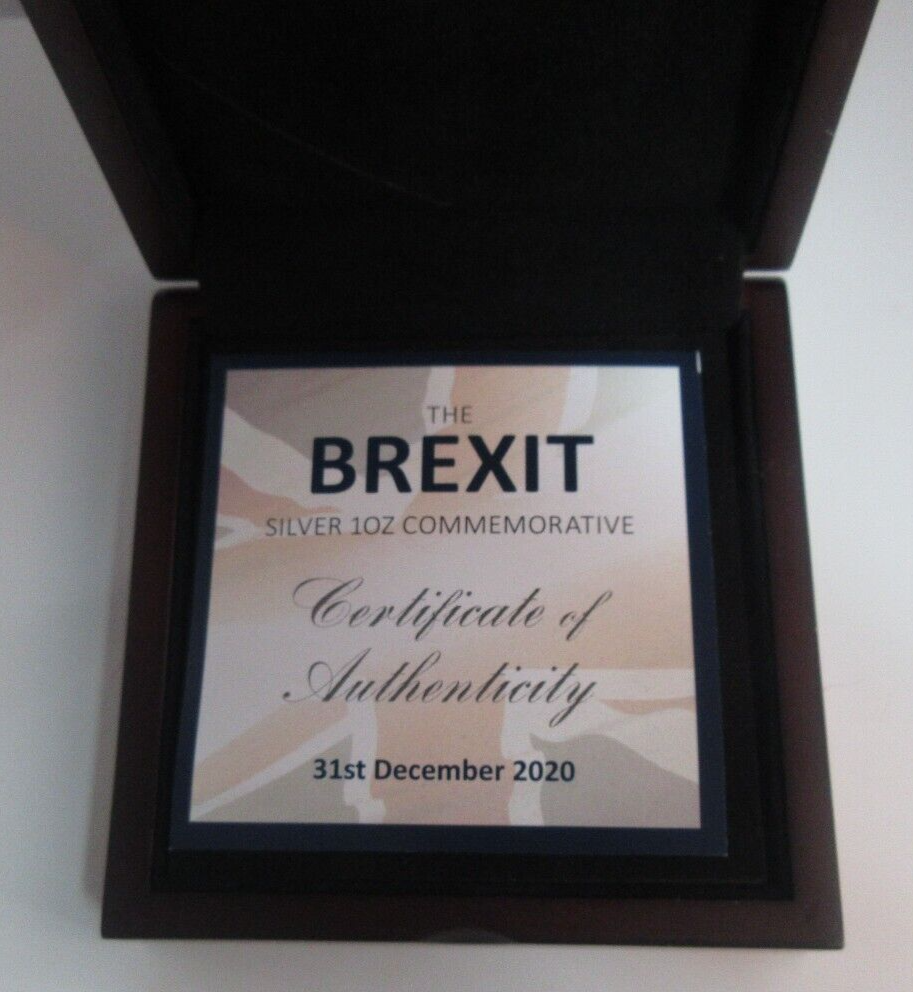 THE
BREXIT
SILVER 1OZ COMMEMORATIVE
Certificate of
Authenticity
31st December 2020